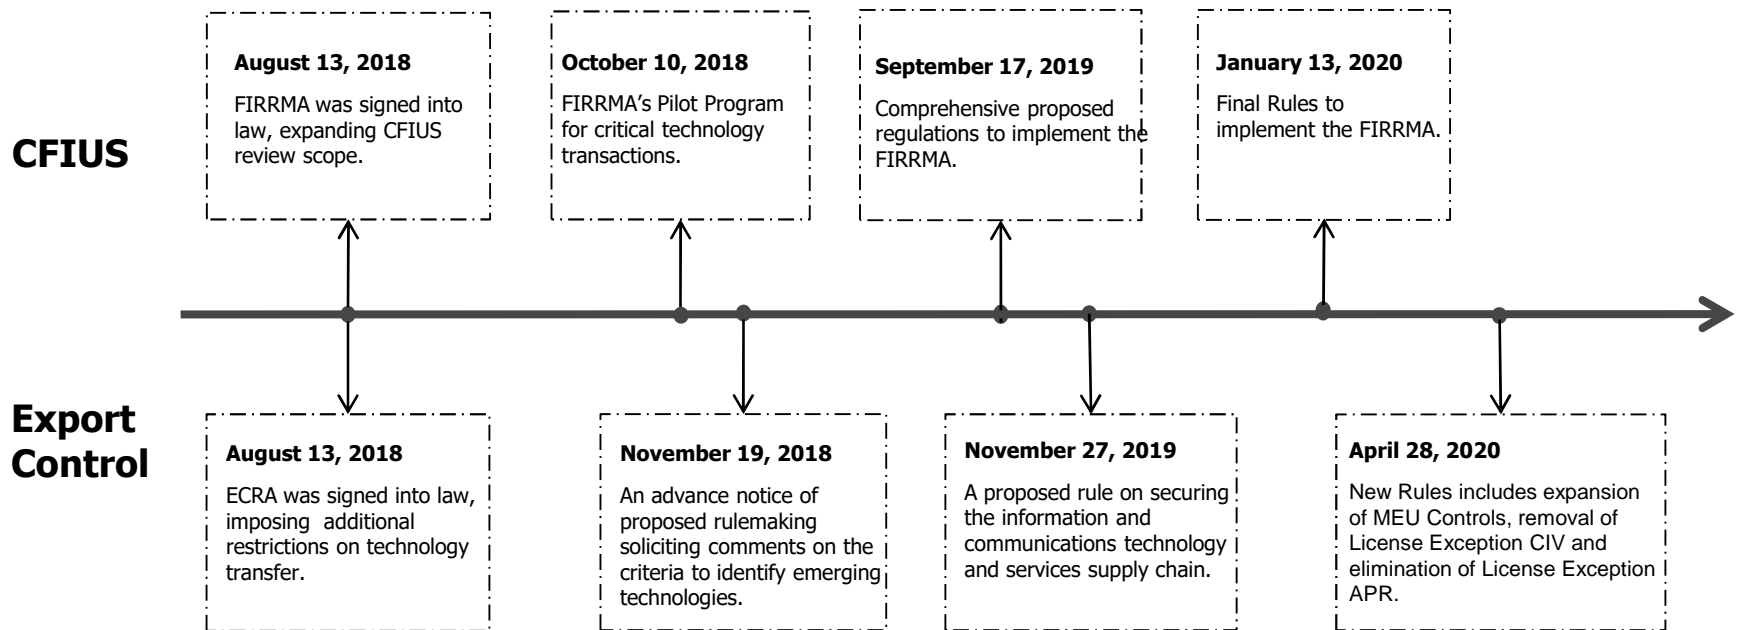 CFIUS
August 13, 2018
FIRRMA was signed into
law, expanding CFIUS
review scope.
October 10, 2018
FIRRMA’s Pilot Program
for critical technology
transactions.
September 17, 2019
Comprehensive proposed
regulations to implement the
FIRRMA.
January 13, 2020
Final Rules to
implement the FIRRMA.
Export
Control
August 13, 2018
ECRA was signed into law,
imposing additional
restrictions on technology
transfer.
November 19, 2018
An advance notice of
proposed rulemaking
soliciting comments on the
criteria to identify emerging
technologies.
November 27, 2019
A proposed rule on securing
the information and
communications technology
and services supply chain.
April 28, 2020
New Rules includes expansion
of MEU Controls, removal of
License Exception CIV and
elimination of License Exception
APR.